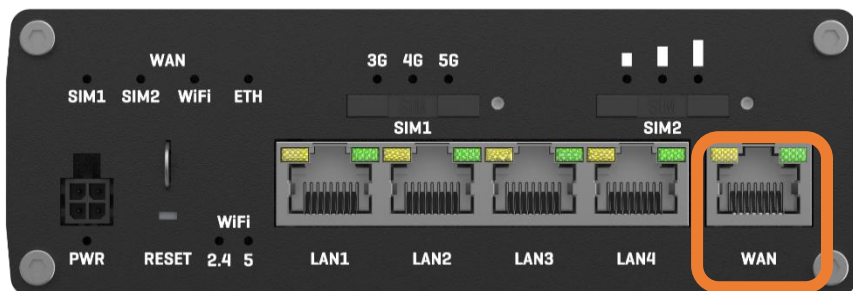 WAN
SIM1 SIM2 WiFi ETH
3G 4G 5G
SIM1
SIM2
WiFi
2.4 5
PWR RESET
LAN1 LAN2 LAN3 LAN4 WAN